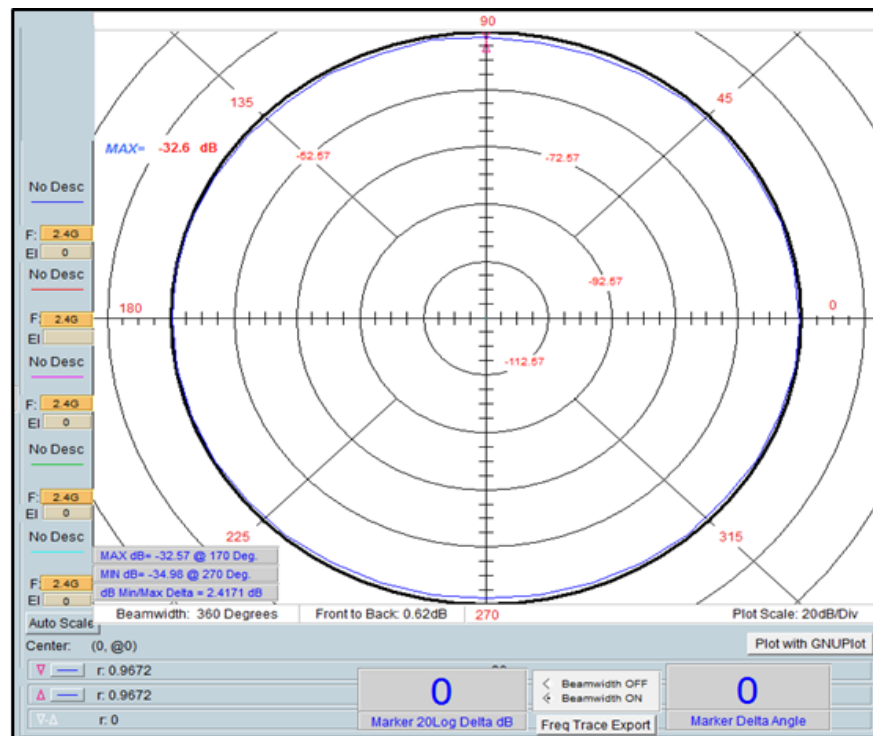 90
135
45
MAX= -32.6 dB
-52.57
-72.57
No Desc
F: 2.4G
El 0
No Desc
-92.57
180
0
F: 2.4G
El
No Desc
-112.57
F: 2.4G
El 0
No Desc
F: 2.4G
El 0
No Desc
225
315
MAX dB= -32.57 @ 170 Deg.
MIN dB= -34.98 @ 270 Deg.
F: 2.4G
dB Min/Max Delta = 2.4171 dB
El 0
Auto Scale
Beamwidth: 360 Degrees
Front to Back: 0.62dB
270
Plot Scale: 20dB/Div
Center: (0, @0)
Plot with GNUPlot
r: 0.9672
r: 0.9672
r: 0
0
Marker 20Log Delta dB
Beamwidth OFF
Beamwidth ON
Freq Trace Export
0
Marker Delta Angle